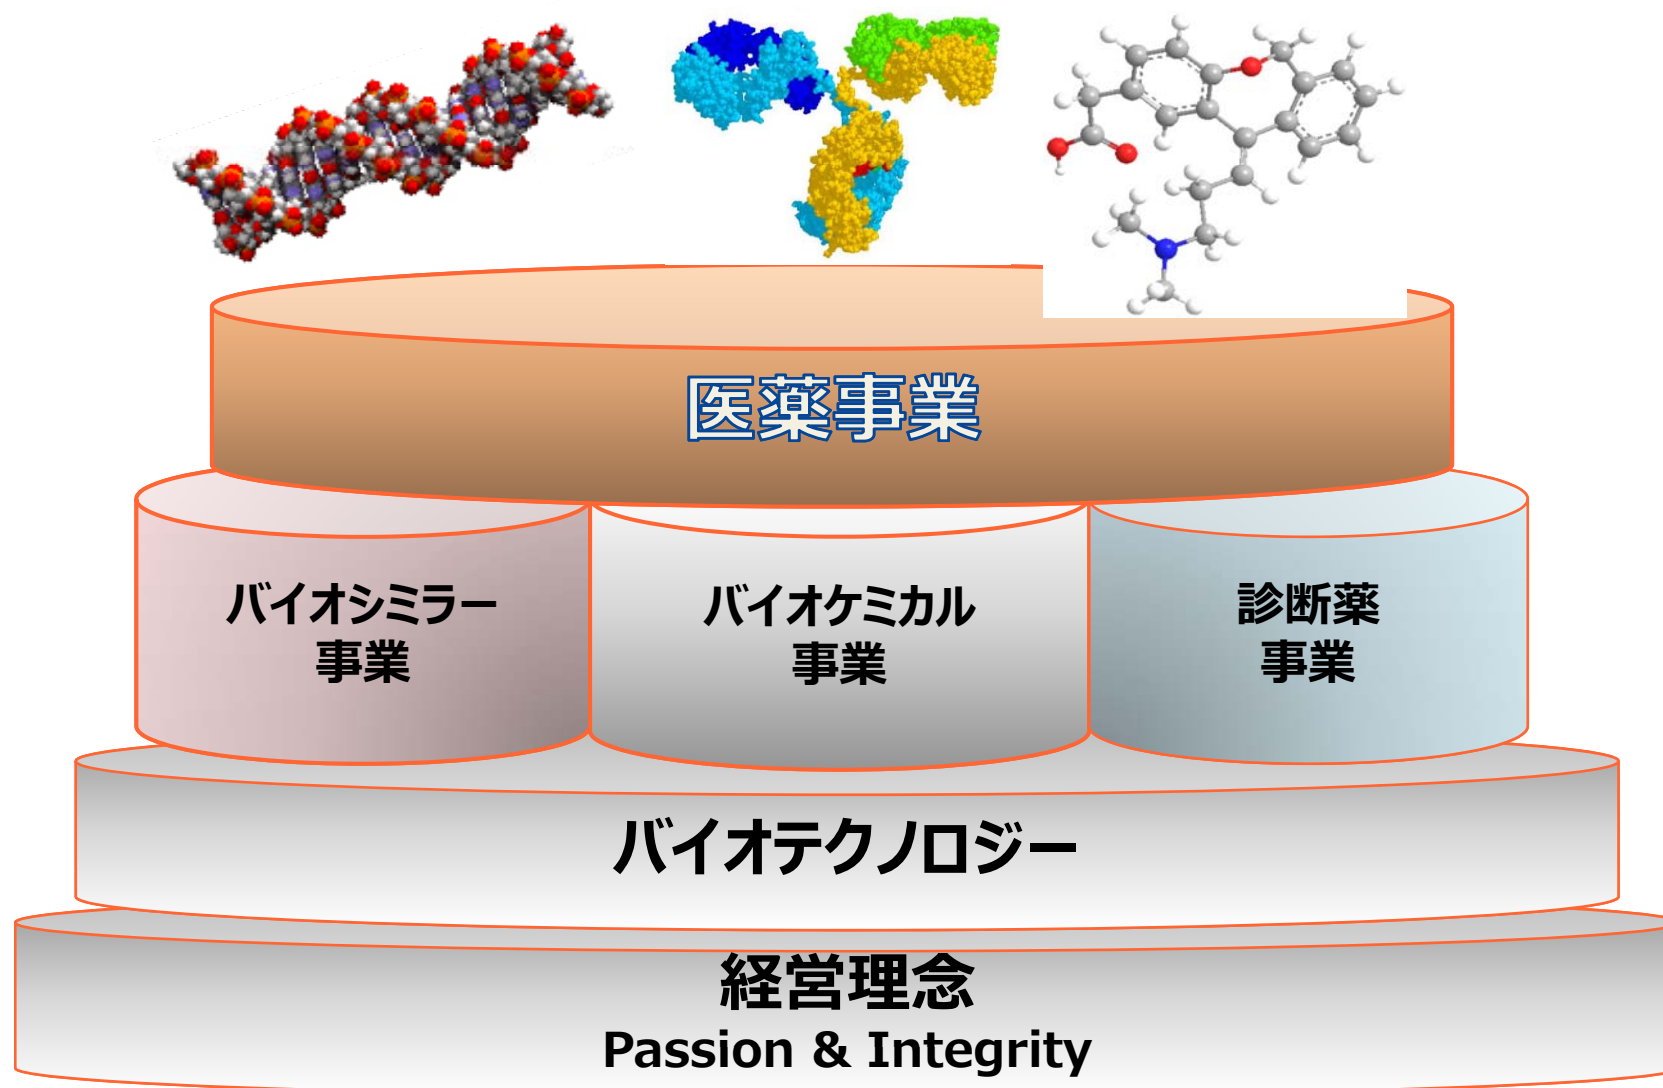 医薬事業
バイオシミラー
事業
バイオケミカル
事業
診断薬
事業
バイオテクノロジー
経営理念
Passion & Integrity